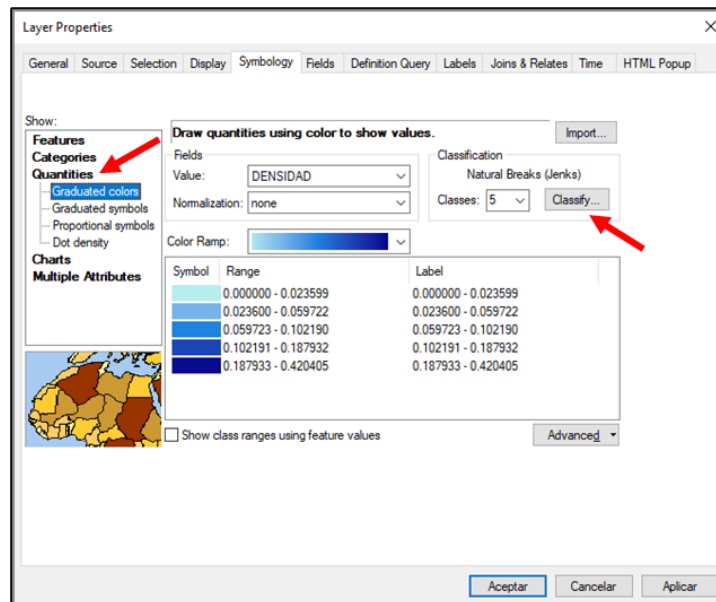 Layer Properties
General Source Selection Display Symbology Fields Definition Query Labels Joins & Relates Time HTML Popup
Show:
Features
Categories
Quantities
Graduated colors
Graduated symbols
Proportional symbols
Dot density
Charts
Multiple Attributes
Draw quantities using color to show values.
Import...
Fields
Value: DENSIDAD
Normalization: none
Classification
Natural Breaks (Jenks)
Classes: 5 Classify...
Color Ramp:
Symbol Range Label
0.000000 - 0.023599 0.000000 - 0.023599
0.023600 - 0.059722 0.023600 - 0.059722
0.059723 - 0.102190 0.059723 - 0.102190
0.102191 - 0.187932 0.102191 - 0.187932
0.187933 - 0.420405 0.187933 - 0.420405
Show class ranges using feature values
Advanced
Aceptar Cancelar Aplicar